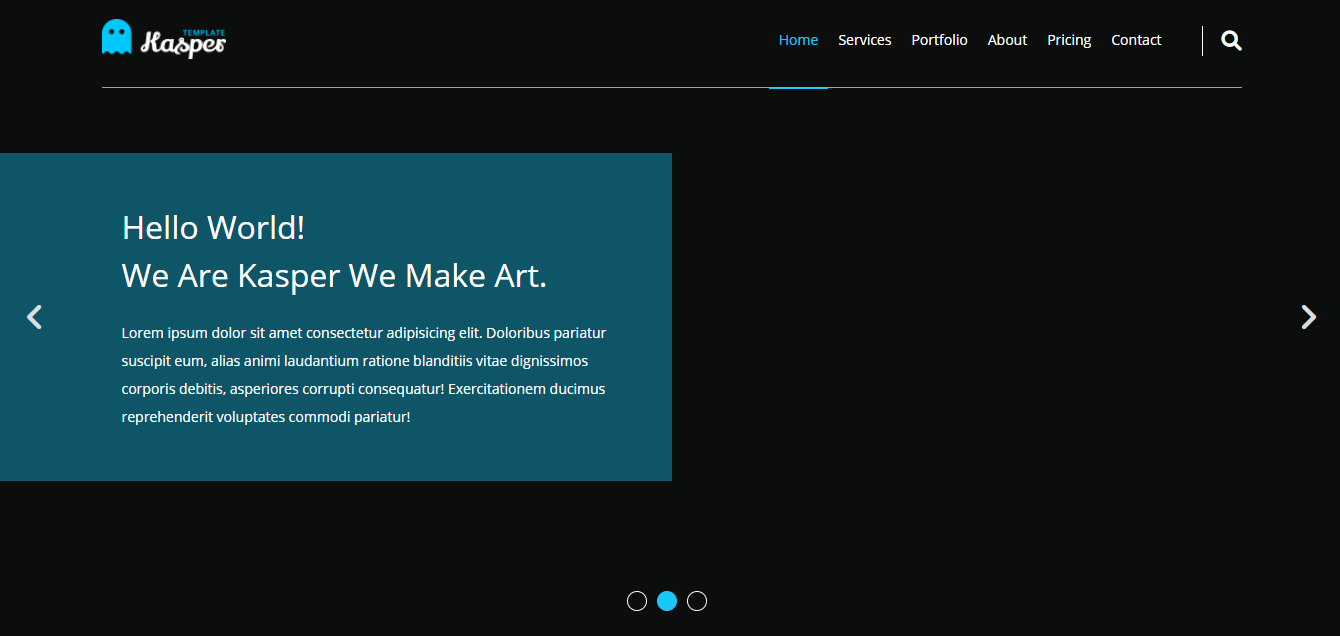 TEMPLATE
Kasper
Home Services Portfolio About Pricing Contact
Hello World!
We Are Kasper We Make Art.
Lorem ipsum dolor sit amet consectetur adipisicing elit. Doloribus pariatur
suscipit eum, alias animi laudantium ratione blanditiis vitae dignissimos
corporis debitis, asperiores corrupti consequatur! Exercitationem ducimus
reprehenderit voluptates commodi pariatur!